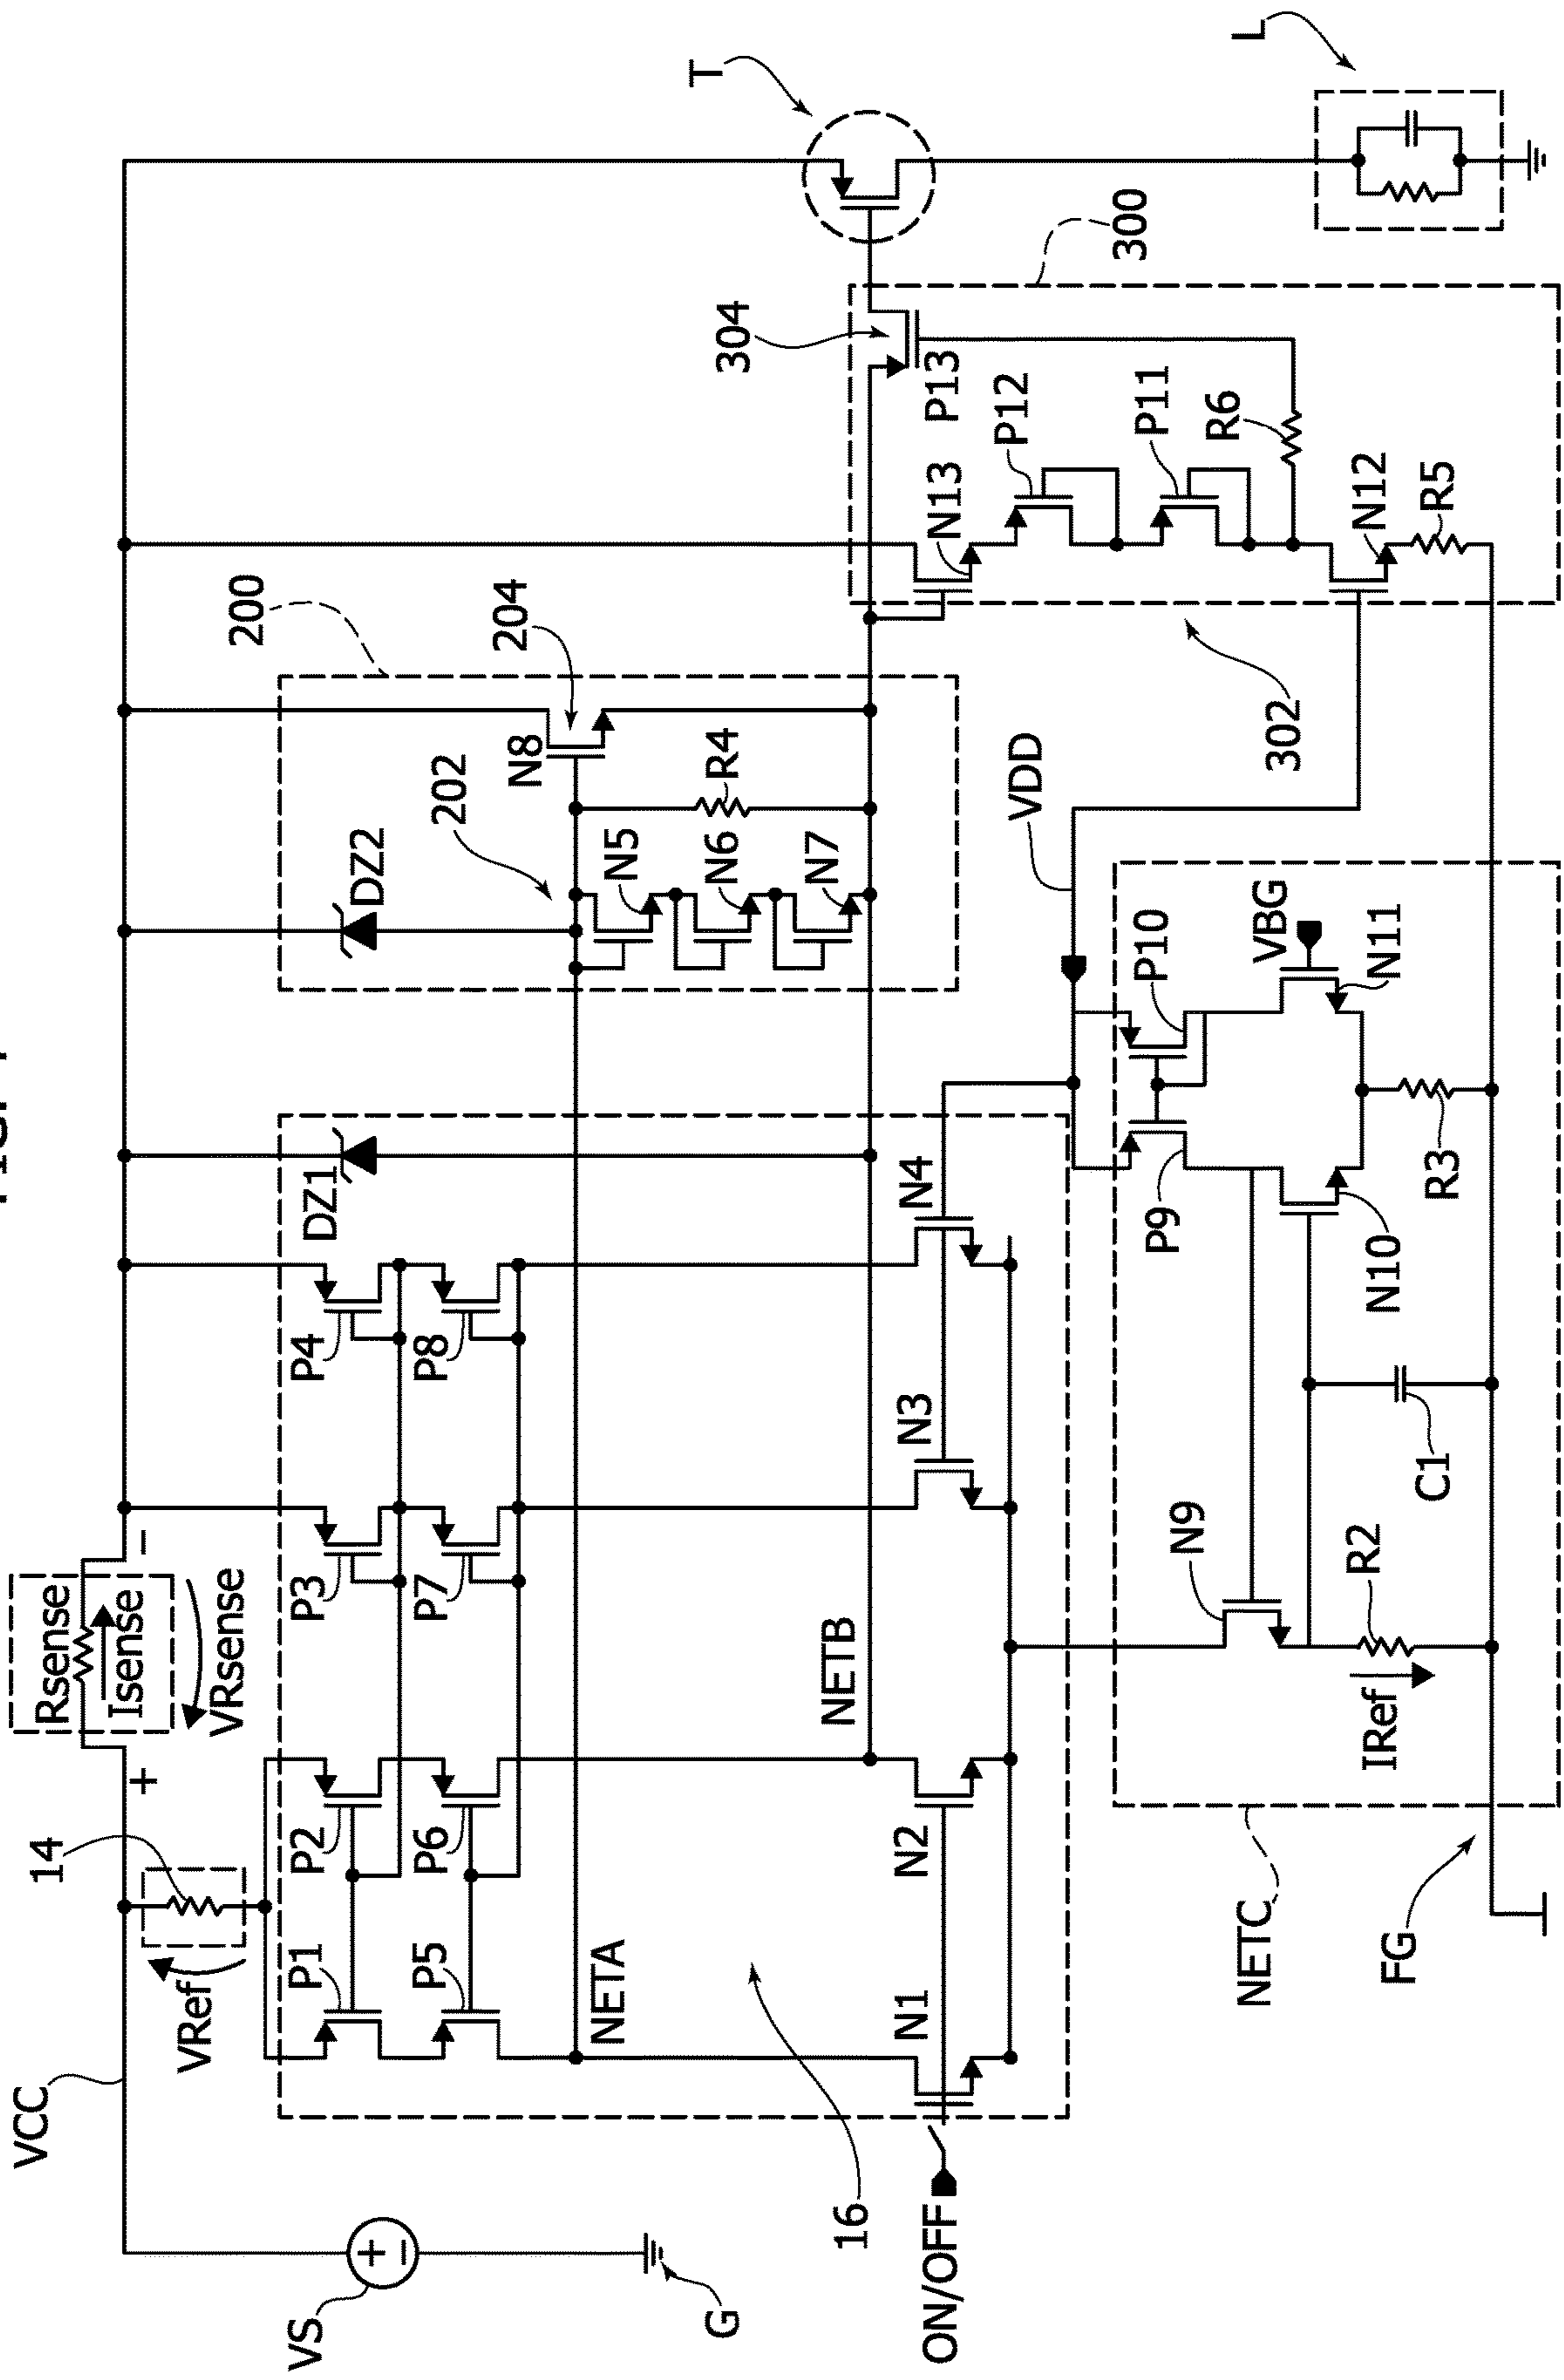 VS
G
VCC
14
VRef
+
Rsense
Isense
VRsense
-
P1
P2
P3
P4
DZ1
P5
P6
P7
P8
DZ2
200
202
204
N5
N6
N7
N8
R4
T
NETA
NETB
16
ON/OFF
N1
N2
N3
N4
VDD
302
304
300
P13
P12
N13
P11
R6
N12
R5
L
NETC
FG
N9
IRef
R2
C1
P9
P10
VBG
N10
N11
R3